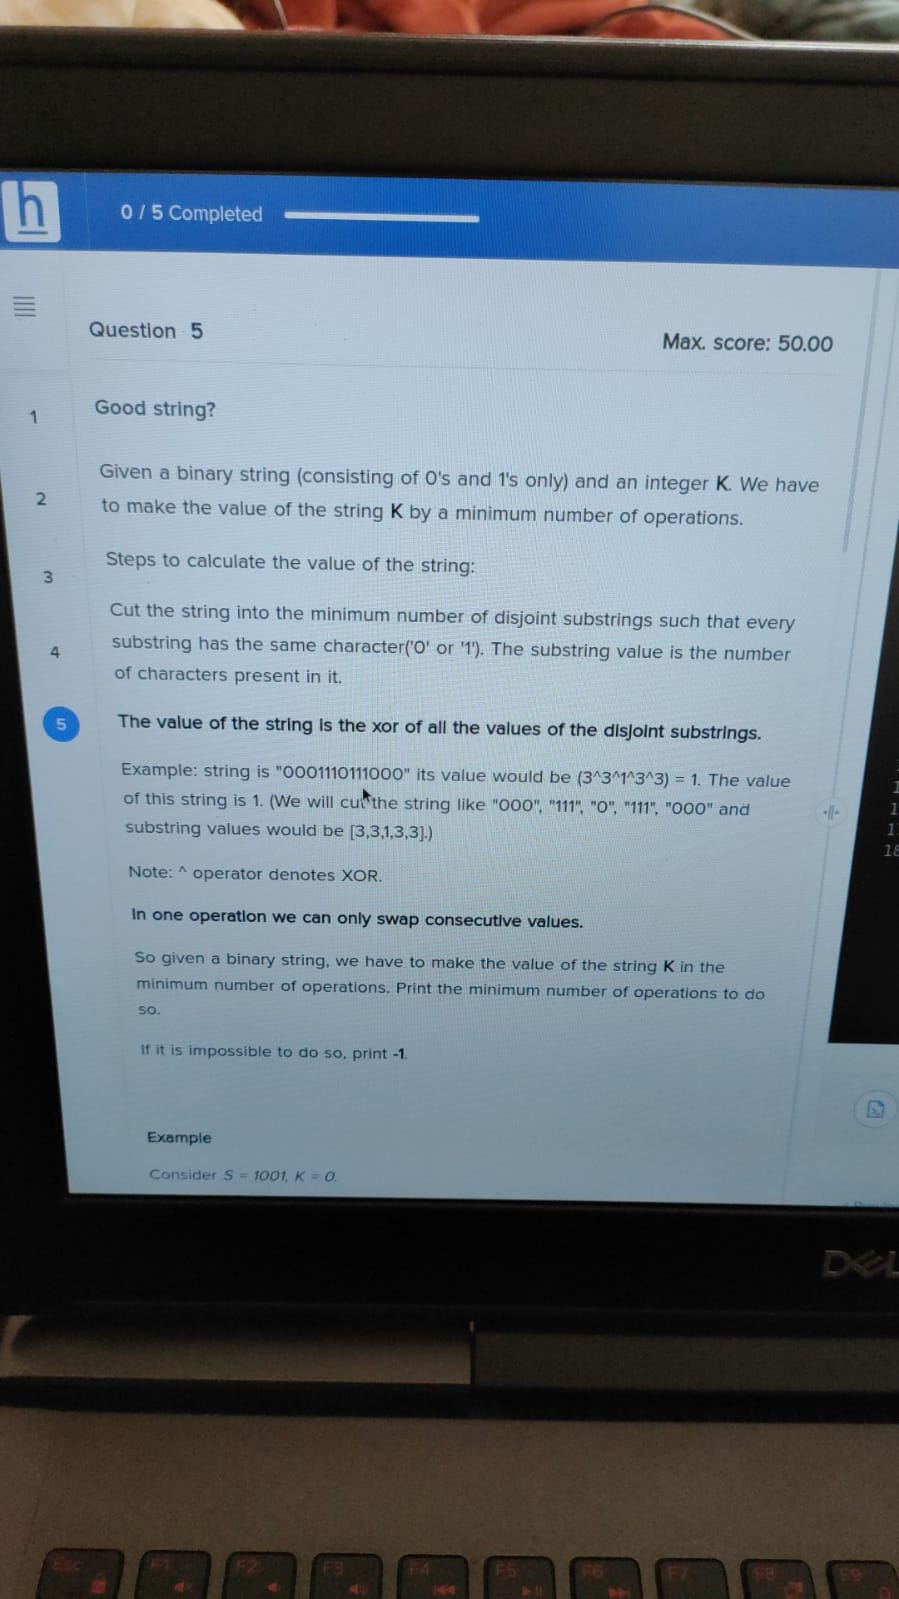 h
0 / 5 Completed
Question 5
Max. score: 50.00
1
Good string?
2
Given a binary string (consisting of 0's and 1's only) and an integer K. We have
to make the value of the string K by a minimum number of operations.
3
Steps to calculate the value of the string:
4
Cut the string into the minimum number of disjoint substrings such that every
substring has the same character('0' or '1'). The substring value is the number
of characters present in it.
5
The value of the string is the xor of all the values of the disjoint substrings.
Example: string is "0001110111000" its value would be (3^3^1^3^3) = 1. The value
of this string is 1. (We will cut the string like "000", "111", "0", "111", "000" and
substring values would be [3,3,1,3,3].)
Note: ^ operator denotes XOR.
In one operation we can only swap consecutive values.
So given a binary string, we have to make the value of the string K in the
minimum number of operations. Print the minimum number of operations to do
so.
If it is impossible to do so, print -1.
Example
Consider S = 1001, K = 0.
Esc
F1
F2
F3
F4
F5
F6
F7
F8
F9